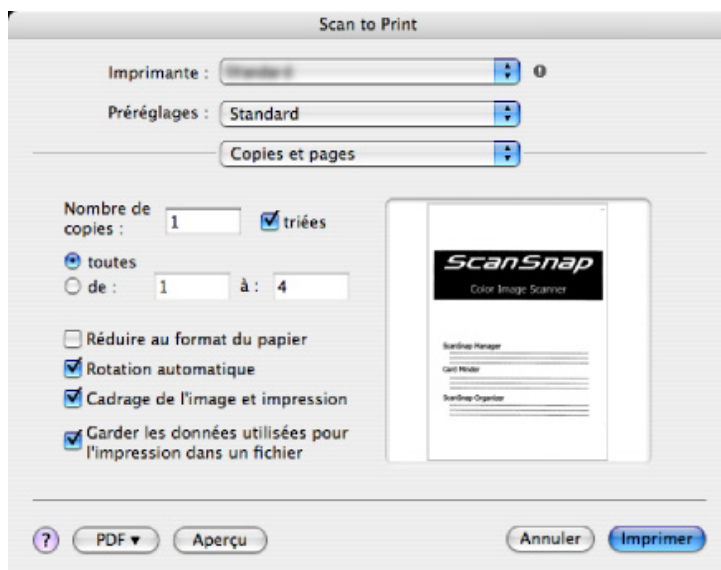 Scan to Print
Imprimante :
Préréglages : Standard
Copies et pages
Nombre de
copies : 1 triées
toutes
de : 1 à : 4
Réduire au format du papier
Rotation automatique
Cadrage de l'image et impression
Garder les données utilisées pour
l'impression dans un fichier
ScanSnap
Color Image Scanner
ScanSnap Manager
Card Minder
ScanSnap Organizer
? PDF Aperçu Annuler Imprimer